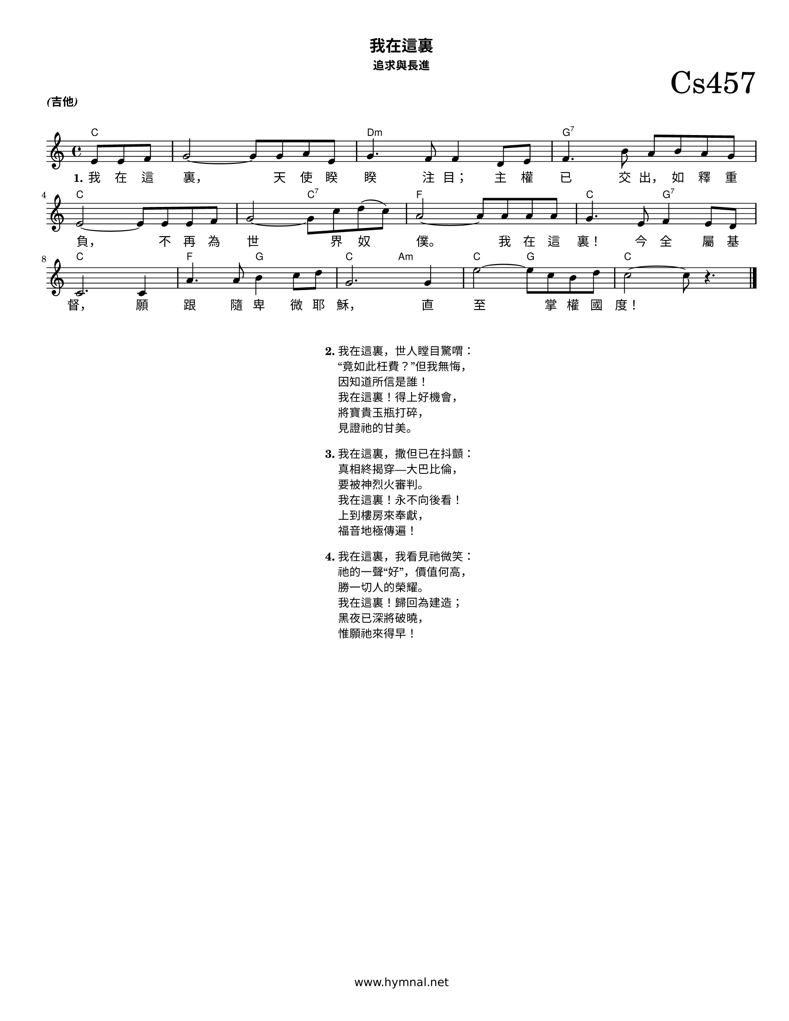 我在這裏
追求與長進
Cs457
(吉他)
C Dm G7
1. 我 在 這 裏， 天 使 睽 睽 注 目； 主 權 已 交 出，如 釋 重
4 C C7 F C G7
負， 不 再 為 世 界 奴 僕。 我 在 這 裏！ 今 全 屬 基
8 C F G C Am C G C
督， 願 跟 隨 卑 微 耶 穌， 直 至 掌 權 國 度！
2. 我在這裏，世人瞠目驚喟：
“竟如此枉費？”但我無悔，
因知道所信是誰！
我在這裏！得上好機會，
將寶貴玉瓶打碎，
見證祂的甘美。
3. 我在這裏，撒但已在抖顫：
真相終揭穿—大巴比倫，
要被神烈火審判。
我在這裏！永不向後看！
上到樓房來奉獻，
福音地極傳遍！
4. 我在這裏，我看見祂微笑：
祂的一聲“好”，價值何高，
勝一切人的榮耀。
我在這裏！歸回為建造；
黑夜已深將破曉，
惟願祂來得早！
www.hymnal.net